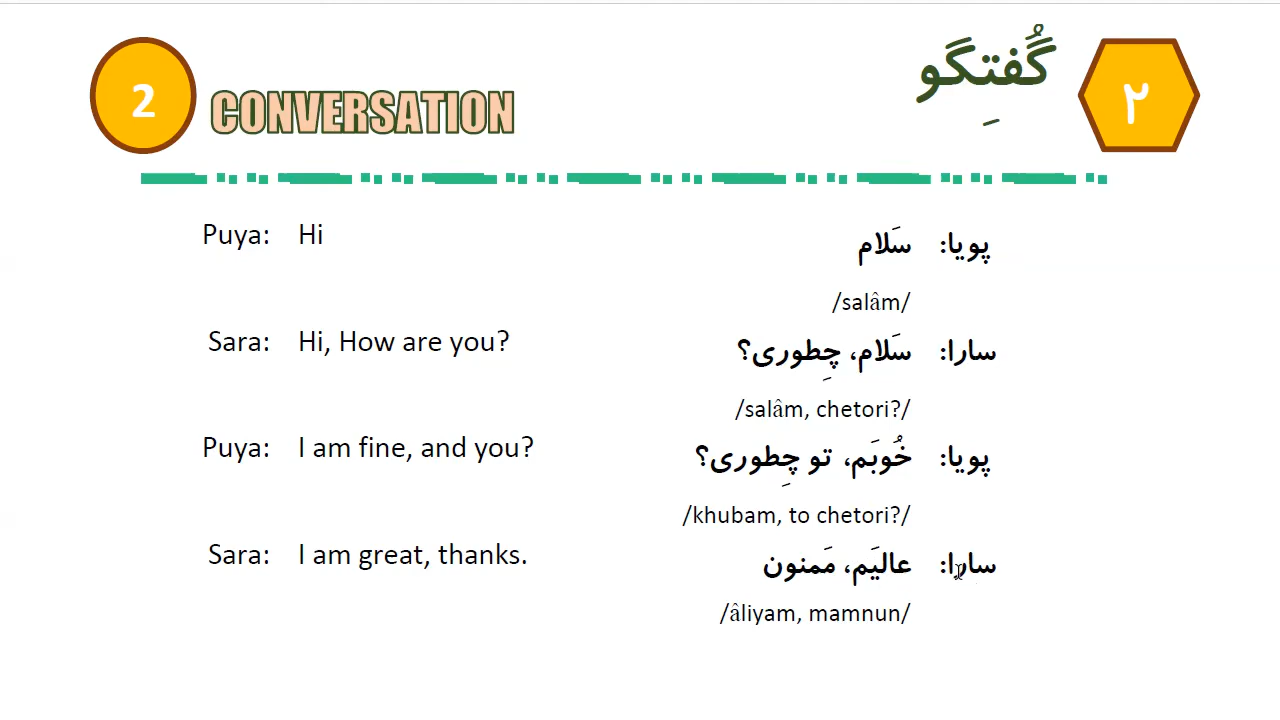 2 CONVERSATION گُفتِگو ۲
Puya: Hi پویا: سَلام
/salâm/
Sara: Hi, How are you? سارا: سَلام، چِطوری؟
/salâm, chetori?/
Puya: I am fine, and you? پویا: خُوبَم، تو چِطوری؟
/khubam, to chetori?/
Sara: I am great, thanks. سارا: عالیَم، مَمنون
/âliyam, mamnun/